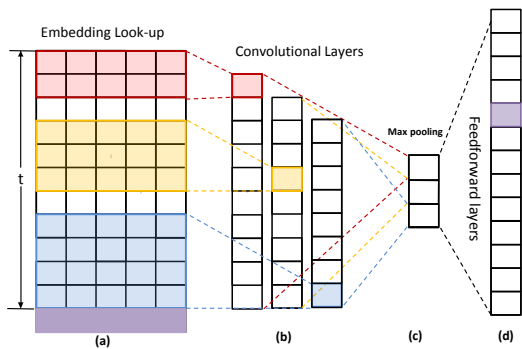 Embedding Look-up
Convolutional Layers
Max pooling
Feedforward layers
t
(a)
(b)
(c)
(d)